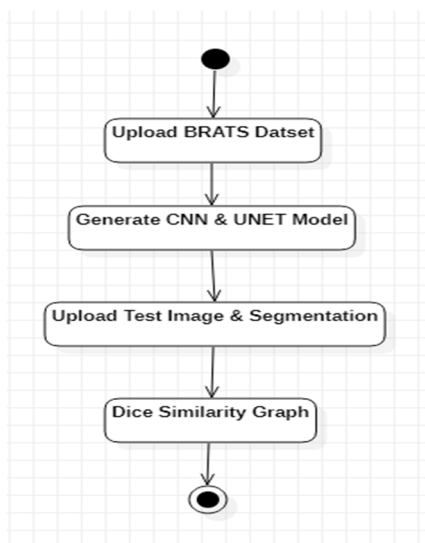 Upload BRATS Datset
Generate CNN & UNET Model
Upload Test Image & Segmentation
Dice Similarity Graph